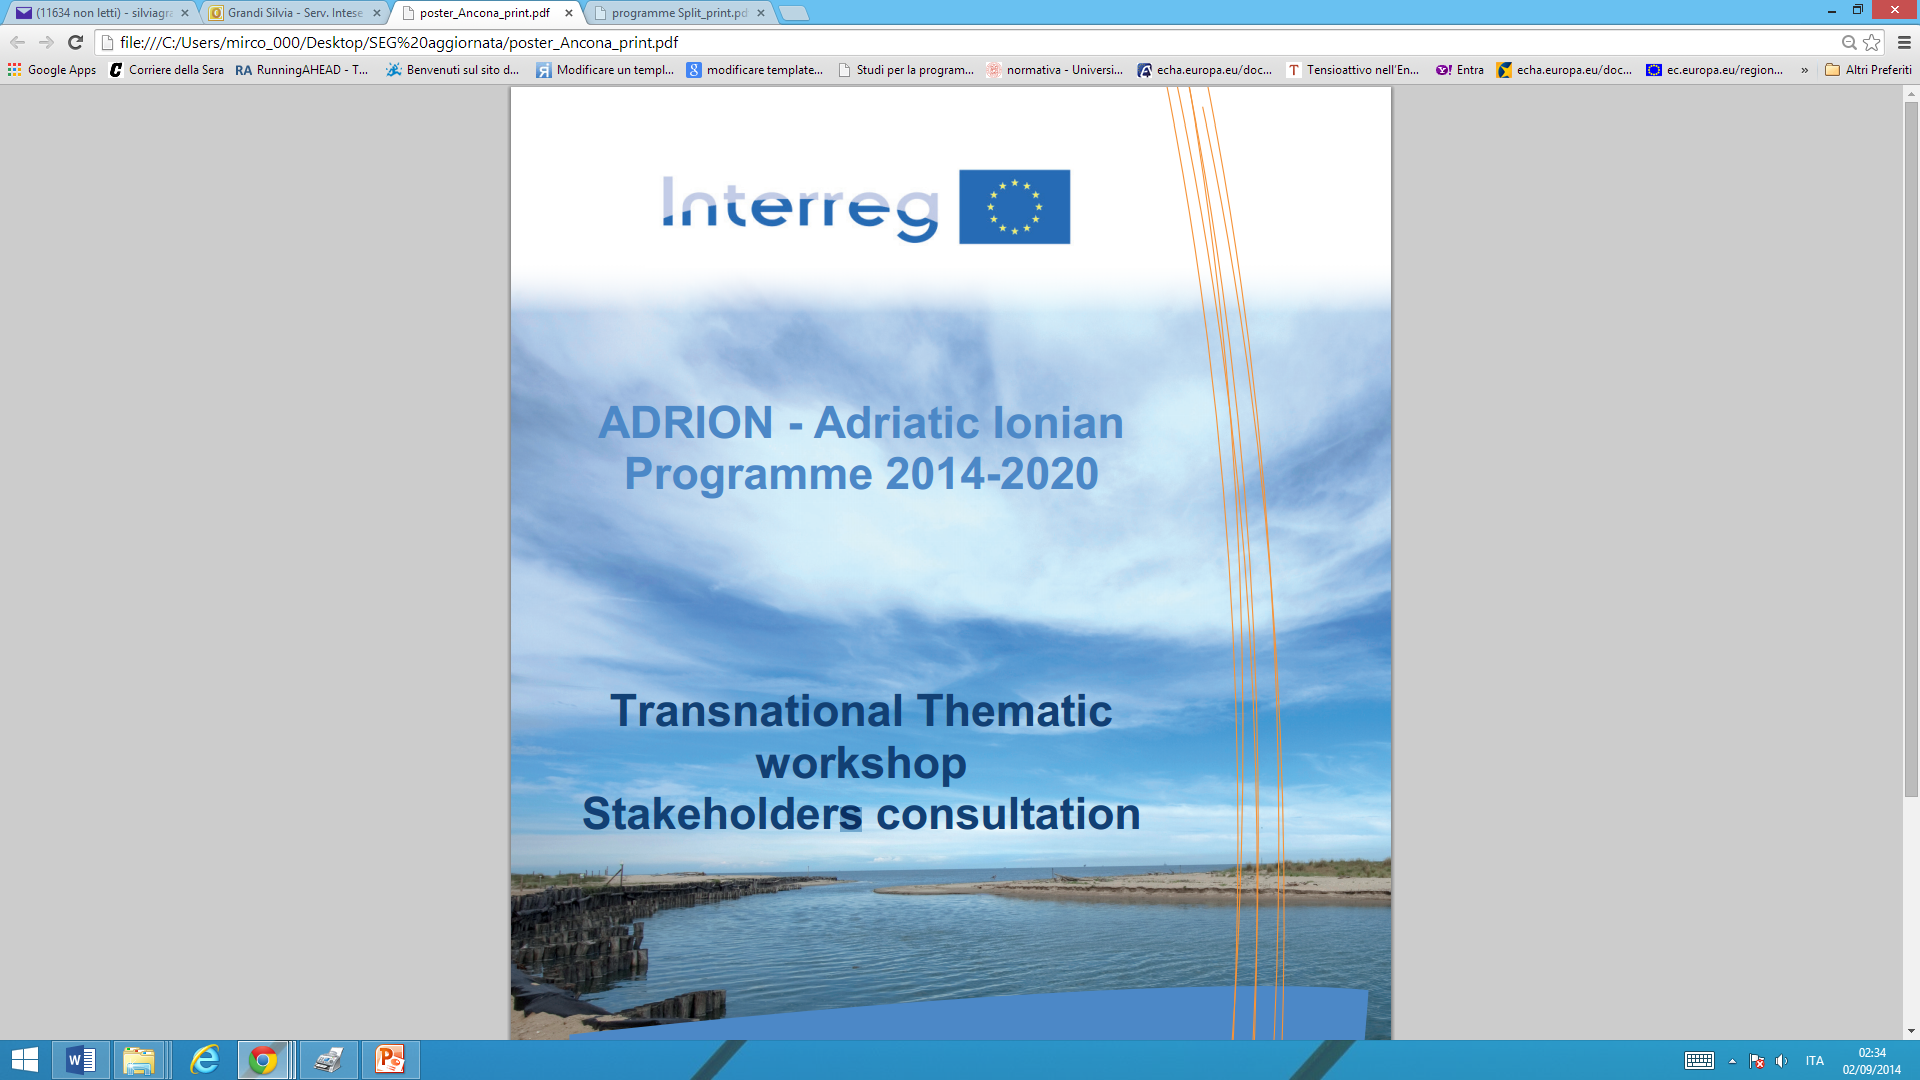 (11634 non letti) - silviagra
Grandi Silvia - Serv. Intese
poster_Ancona_print.pdf
programme Split_print.pd
file:///C:/Users/mirco_000/Desktop/SEG%20aggiornata/poster_Ancona_print.pdf
Google Apps
Corriere della Sera
RA RunningAHEAD - T...
Benvenuti sul sito d...
Modificare un templ...
modificare template...
Studi per la program...
normativa - Universi...
echa.europa.eu/doc...
Tensioattivo nell'En...
Entra
echa.europa.eu/doc...
ec.europa.eu/region...
»
Altri Preferiti
Interreg
ADRION - Adriatic Ionian
Programme 2014-2020
Transnational Thematic
workshop
Stakeholders consultation
ITA
02:34
02/09/2014